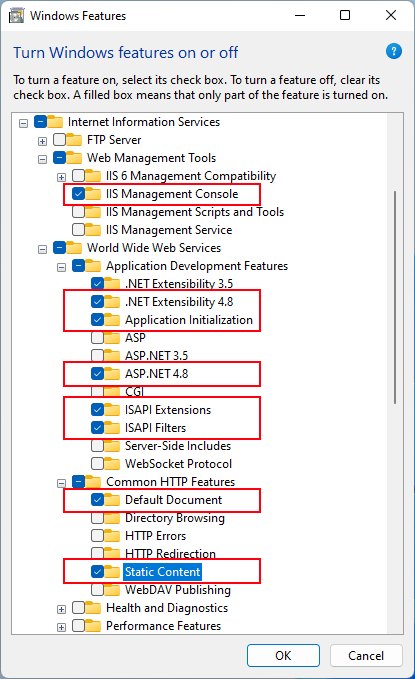 Windows Features
Turn Windows features on or off
To turn a feature on, select its check box. To turn a feature off, clear its
check box. A filled box means that only part of the feature is turned on.
Internet Information Services
FTP Server
Web Management Tools
IIS 6 Management Compatibility
IIS Management Console
IIS Management Scripts and Tools
IIS Management Service
World Wide Web Services
Application Development Features
.NET Extensibility 3.5
.NET Extensibility 4.8
Application Initialization
ASP
ASP.NET 3.5
ASP.NET 4.8
CGI
ISAPI Extensions
ISAPI Filters
Server-Side Includes
WebSocket Protocol
Common HTTP Features
Default Document
Directory Browsing
HTTP Errors
HTTP Redirection
Static Content
WebDAV Publishing
Health and Diagnostics
Performance Features
OK Cancel